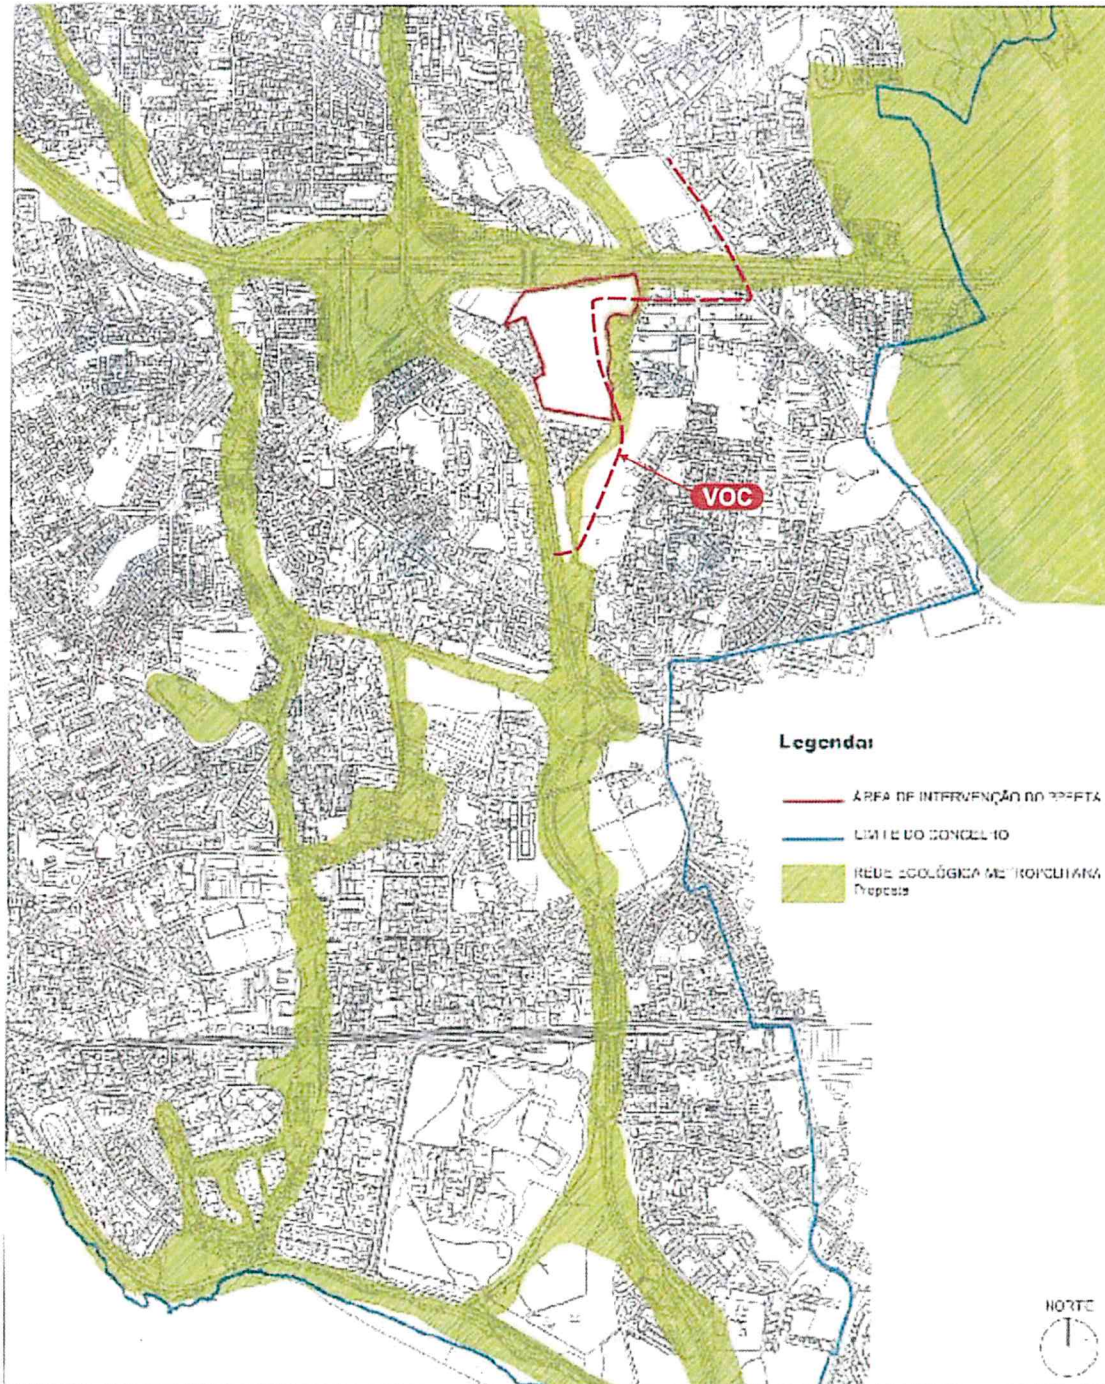 VOC
Legenda:
ÁREA DE INTERVENÇÃO DO
LIMITE DO CONCELHO
REDE ECOLÓGICA METROPOLITANA
Proposta
NORTE